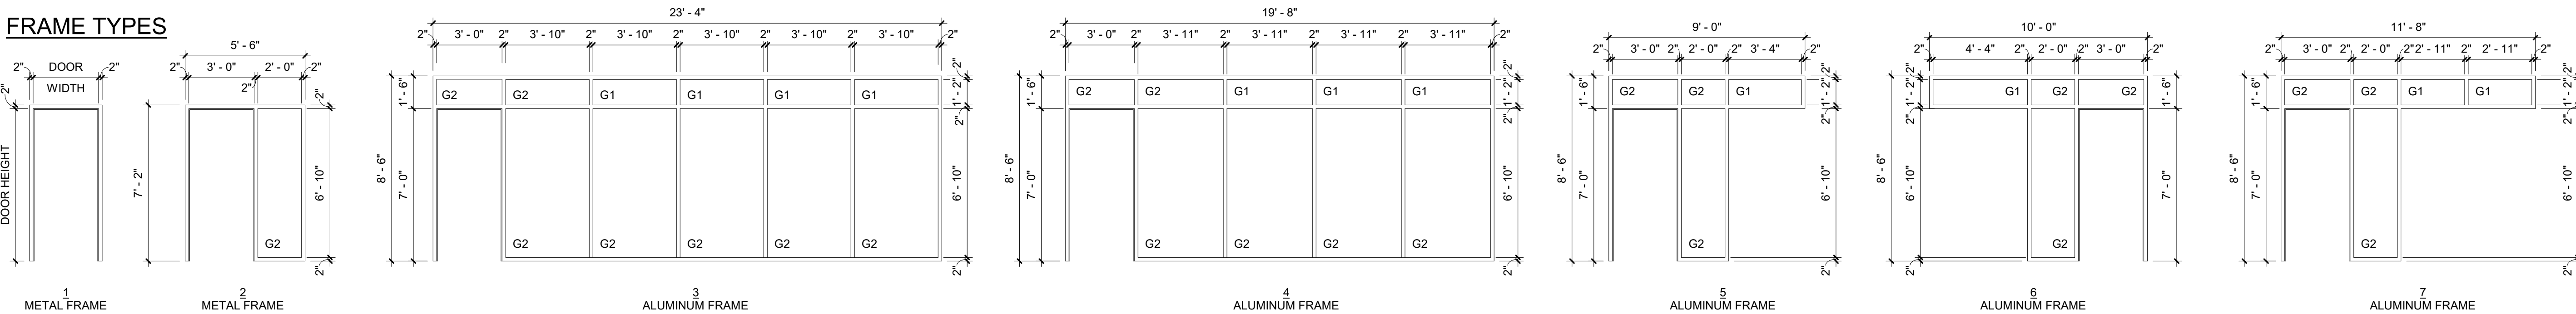 FRAME TYPES
2" DOOR 2"
WIDTH
2"
DOOR HEIGHT
1
METAL FRAME
5' - 6"
2" 3' - 0" 2' - 0" 2"
2"
2"
7' - 2"
6' - 10"
G2
2"
2
METAL FRAME
23' - 4"
2" 3' - 0" 2" 3' - 10" 2" 3' - 10" 2" 3' - 10" 2" 3' - 10" 2" 3' - 10" 2"
2"
1' - 6" 1' - 2"
G2 G2 G1 G1 G1 G1
2"
8' - 6" 7' - 0" 6' - 10"
G2 G2 G2 G2 G2
2"
3
ALUMINUM FRAME
19' - 8"
2" 3' - 0" 2" 3' - 11" 2" 3' - 11" 2" 3' - 11" 2" 3' - 11" 2"
2"
1' - 6" 1' - 2"
G2 G2 G1 G1 G1
2"
8' - 6" 7' - 0" 6' - 10"
G2 G2 G2 G2
2"
4
ALUMINUM FRAME
9' - 0"
2" 3' - 0" 2" 2' - 0" 2" 3' - 4" 2"
2"
1' - 6" 1' - 2"
G2 G2 G1
2"
8' - 6" 7' - 0" 6' - 10"
G2
2"
5
ALUMINUM FRAME
10' - 0"
2" 4' - 4" 2" 2' - 0" 2" 3' - 0" 2"
2"
1' - 2" 1' - 6"
G1 G2 G2
2"
8' - 6" 6' - 10" 7' - 0"
G2
2"
6
ALUMINUM FRAME
11' - 8"
2" 3' - 0" 2" 2' - 0" 2" 2' - 11" 2" 2' - 11" 2"
2"
1' - 6" 1' - 2"
G2 G2 G1 G1
2"
8' - 6" 7' - 0" 6' - 10"
G2
2"
7
ALUMINUM FRAME